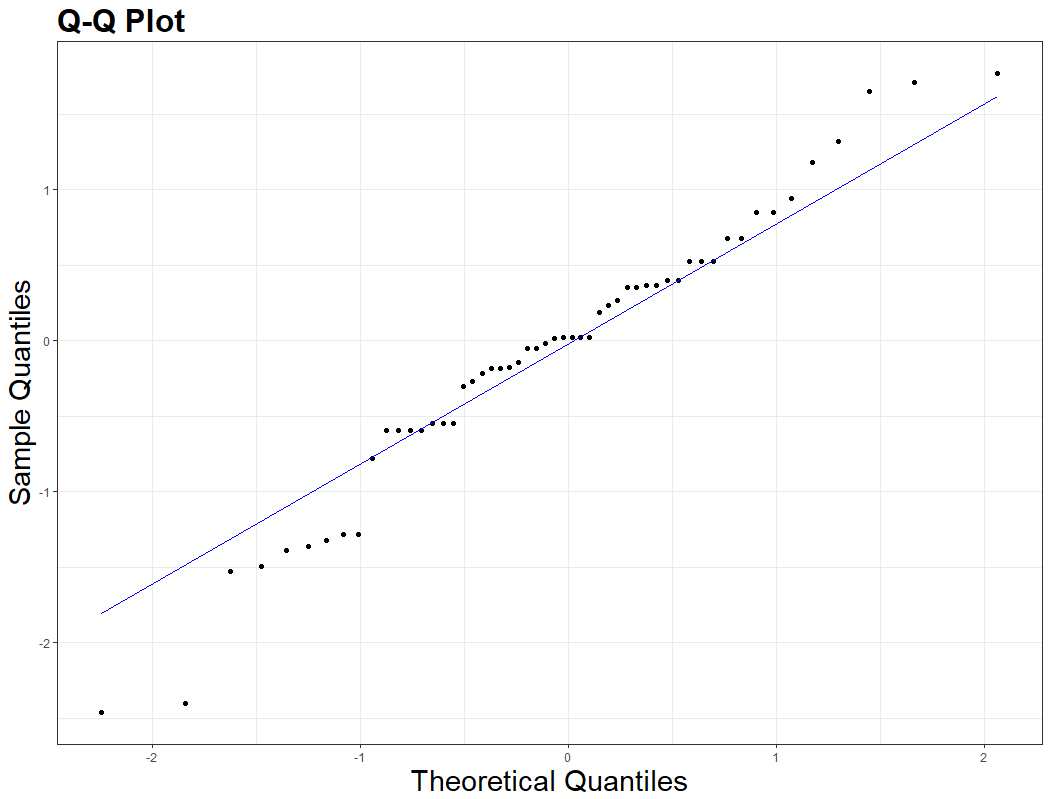 Q-Q Plot
Sample Quantiles
1
0
-1
-2
-2 -1 0 1 2
Theoretical Quantiles